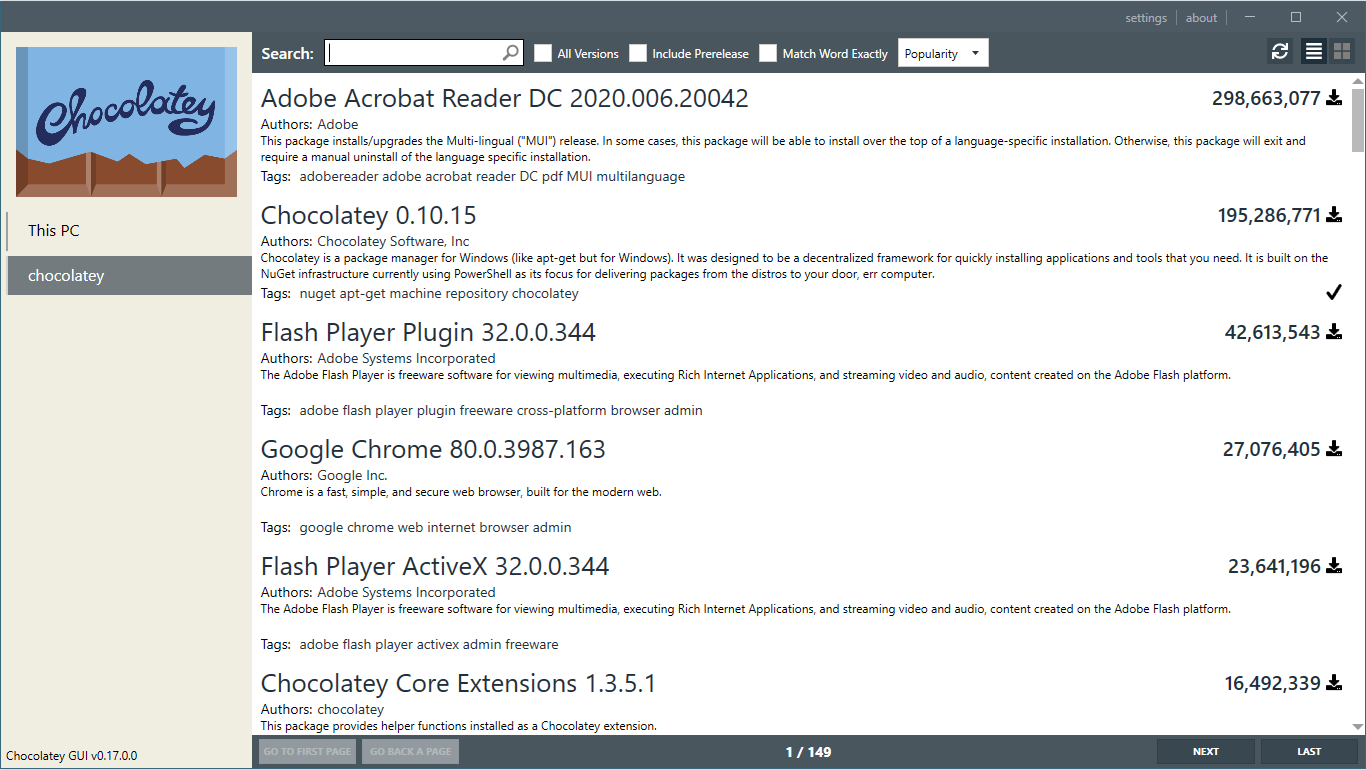 settings about
Chocolatey
This PC
chocolatey
Chocolatey GUI v0.17.0.0
Search: All Versions Include Prerelease Match Word Exactly Popularity
Adobe Acrobat Reader DC 2020.006.20042 298,663,077
Authors: Adobe
This package installs/upgrades the Multi-lingual ("MUI") release. In some cases, this package will be able to install over the top of a language-specific installation. Otherwise, this package will exit and
require a manual uninstall of the language specific installation.
Tags: adobereader adobe acrobat reader DC pdf MUI multilanguage
Chocolatey 0.10.15 195,286,771
Authors: Chocolatey Software, Inc
Chocolatey is a package manager for Windows (like apt-get but for Windows). It was designed to be a decentralized framework for quickly installing applications and tools that you need. It is built on the
NuGet infrastructure currently using PowerShell as its focus for delivering packages from the distros to your door, err computer.
Tags: nuget apt-get machine repository chocolatey
Flash Player Plugin 32.0.0.344 42,613,543
Authors: Adobe Systems Incorporated
The Adobe Flash Player is freeware software for viewing multimedia, executing Rich Internet Applications, and streaming video and audio, content created on the Adobe Flash platform.
Tags: adobe flash player plugin freeware cross-platform browser admin
Google Chrome 80.0.3987.163 27,076,405
Authors: Google Inc.
Chrome is a fast, simple, and secure web browser, built for the modern web.
Tags: google chrome web internet browser admin
Flash Player ActiveX 32.0.0.344 23,641,196
Authors: Adobe Systems Incorporated
The Adobe Flash Player is freeware software for viewing multimedia, executing Rich Internet Applications, and streaming video and audio, content created on the Adobe Flash platform.
Tags: adobe flash player activex admin freeware
Chocolatey Core Extensions 1.3.5.1 16,492,339
Authors: chocolatey
This package provides helper functions installed as a Chocolatey extension.
GO TO FIRST PAGE GO BACK A PAGE 1 / 149 NEXT LAST